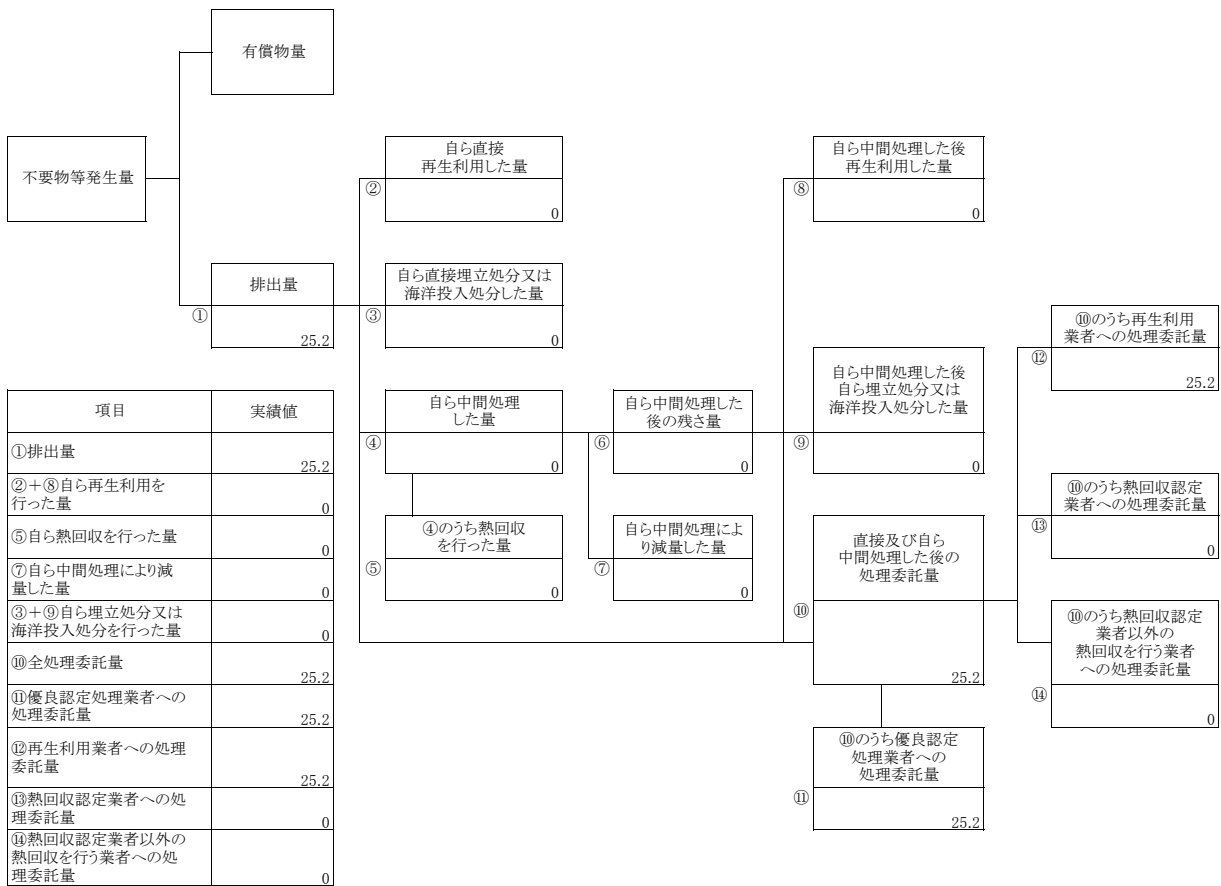 有償物量
不要物等発生量
自ら直接
再生利用した量
②
0
自ら中間処理した後
再生利用した量
⑧
0
排出量
①
25.2
自ら直接埋立処分又は
海洋投入処分した量
③
0
⑩のうち再生利用
業者への処理委託量
⑫
25.2
自ら中間処理
した量
④
0
自ら中間処理した
後の残さ量
⑥
0
自ら中間処理した後
自ら埋立処分又は
海洋投入処分した量
⑨
0
④のうち熱回収
を行った量
⑤
0
自ら中間処理によ
り減量した量
⑦
0
直接及び自ら
中間処理した後の
処理委託量
⑩
25.2
⑩のうち熱回収認定
業者への処理委託量
⑬
0
⑩のうち熱回収認定
業者以外の
熱回収を行う業者
への処理委託量
⑭
0
⑩のうち優良認定
処理業者への
処理委託量
⑪
25.2
項目
実績値
①排出量
25.2
②+⑧自ら再生利用を
行った量
0
⑤自ら熱回収を行った量
0
⑦自ら中間処理により減
量した量
0
③+⑨自ら埋立処分又は
海洋投入処分を行った量
0
⑩全処理委託量
25.2
⑪優良認定処理業者への
処理委託量
25.2
⑫再生利用業者への処理
委託量
25.2
⑬熱回収認定業者への処
理委託量
0
⑭熱回収認定業者以外の
熱回収を行う業者への処
理委託量
0